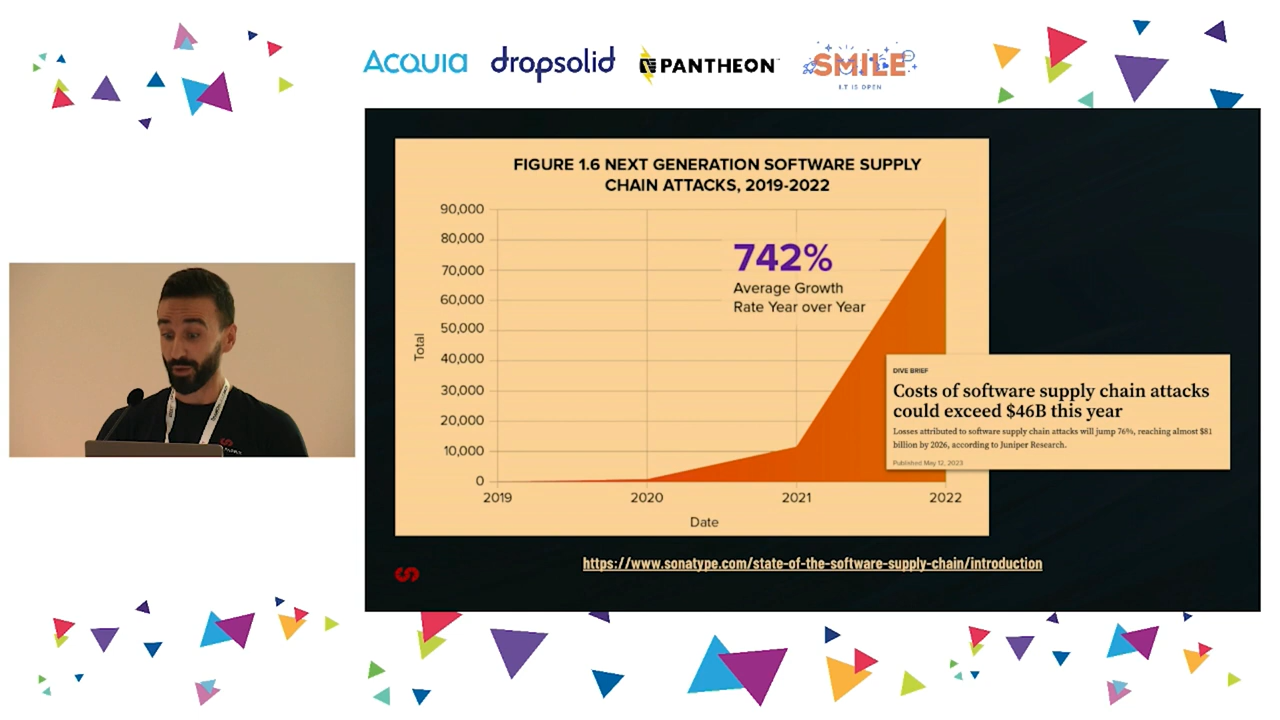 ACQUIA
dropsolid
PANTHEON
SMILE
I.T IS OPEN
FIGURE 1.6 NEXT GENERATION SOFTWARE SUPPLY
CHAIN ATTACKS, 2019-2022
90,000
80,000
70,000
60,000
50,000
40,000
30,000
20,000
10,000
0
Total
742%
Average Growth
Rate Year over Year
2019
2020
2021
2022
Date
DIVE BRIEF
Costs of software supply chain attacks
could exceed $46B this year
Losses attributed to software supply chain attacks will jump 76%, reaching almost $81
billion by 2026, according to Juniper Research.
Published May 12, 2023
https://www.sonatype.com/state-of-the-software-supply-chain/introduction